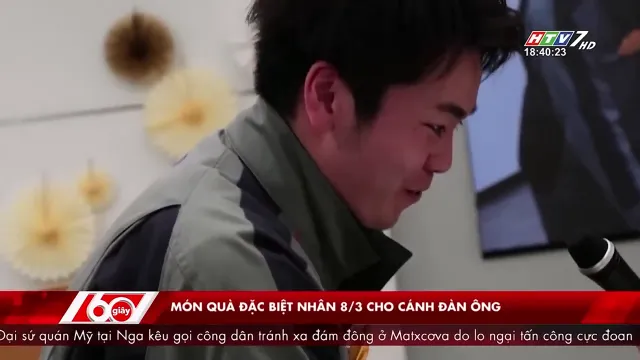 HTV7 HD
18:40:23
60 giây
MÓN QUÀ ĐẶC BIỆT NHÂN 8/3 CHO CÁNH ĐÀN ÔNG
Đại sứ quán Mỹ tại Nga kêu gọi công dân tránh xa đám đông ở Matxcơva do lo ngại tấn công cực đoan